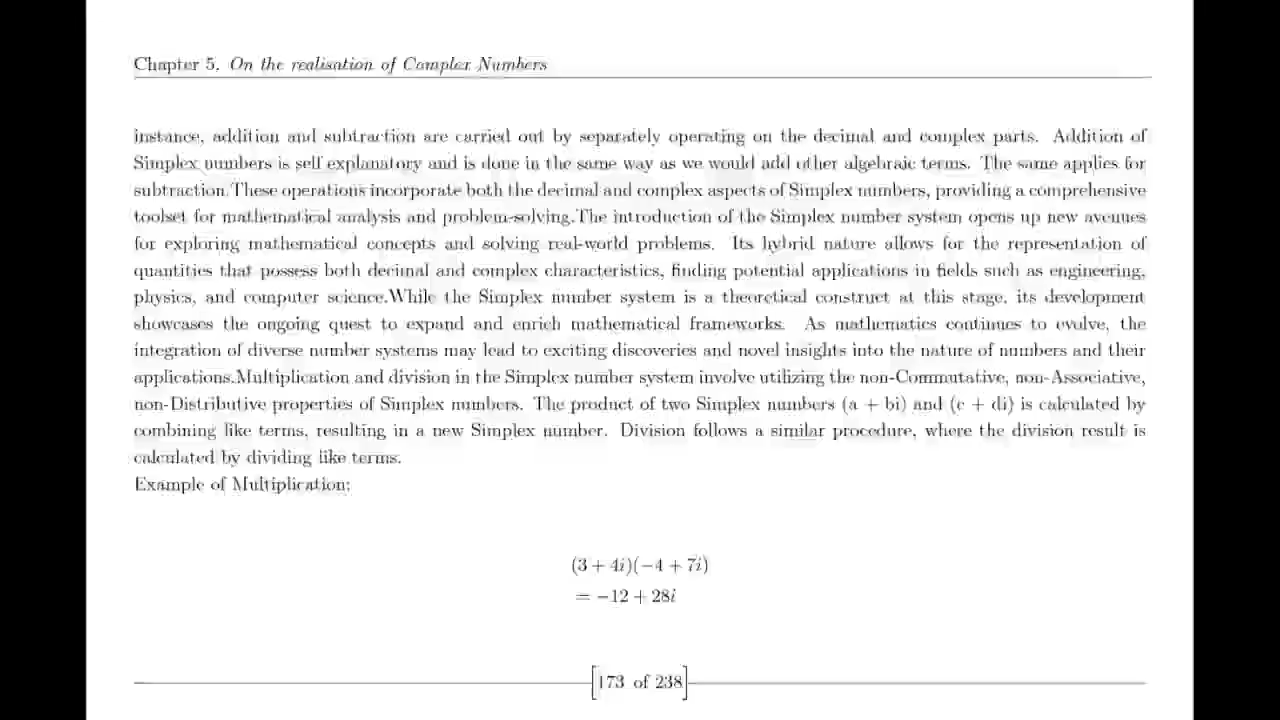 Chapter 5. On the realisation of Complex Numbers
instance, addition and subtraction are carried out by separately operating on the decimal and complex parts. Addition of
Simplex numbers is self explanatory and is done in the same way as we would add other algebraic terms. The same applies for
subtraction.These operations incorporate both the decimal and complex aspects of Simplex numbers, providing a comprehensive
toolset for mathematical analysis and problem-solving.The introduction of the Simplex number system opens up new avenues
for exploring mathematical concepts and solving real-world problems. Its hybrid nature allows for the representation of
quantities that possess both decimal and complex characteristics, finding potential applications in fields such as engineering,
physics, and computer science.While the Simplex number system is a theoretical construct at this stage, its development
showcases the ongoing quest to expand and enrich mathematical frameworks. As mathematics continues to evolve, the
integration of diverse number systems may lead to exciting discoveries and novel insights into the nature of numbers and their
applications.Multiplication and division in the Simplex number system involve utilizing the non-Commutative, non-Associative,
non-Distributive properties of Simplex numbers. The product of two Simplex numbers (a + bi) and (c + di) is calculated by
combining like terms, resulting in a new Simplex number. Division follows a similar procedure, where the division result is
calculated by dividing like terms.
Example of Multiplication:
(3 + 4i)(−4 + 7i)
= −12 + 28i
[173 of 238]